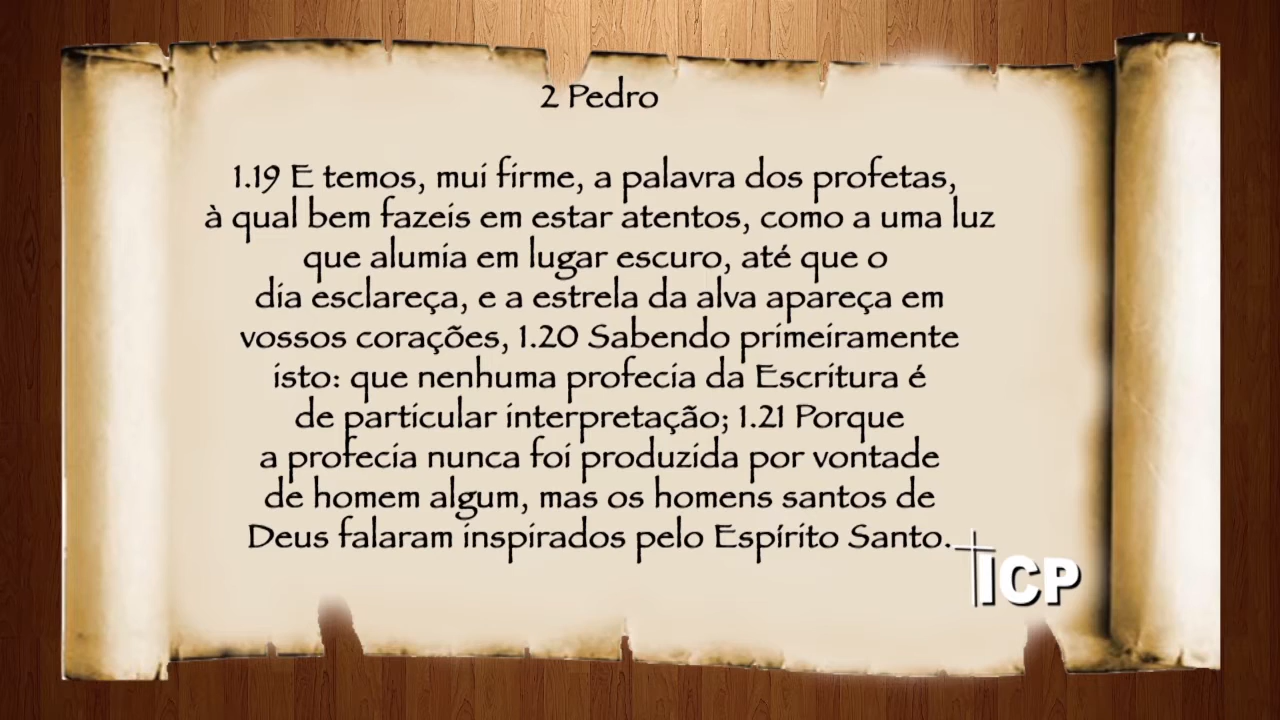 2 Pedro
1.19 E temos, mui firme, a palavra dos profetas,
à qual bem fazeis em estar atentos, como a uma luz
que alumia em lugar escuro, até que o
dia esclareça, e a estrela da alva apareça em
vossos corações, 1.20 Sabendo primeiramente
isto: que nenhuma profecia da Escritura é
de particular interpretação; 1.21 Porque
a profecia nunca foi produzida por vontade
de homem algum, mas os homens santos de
Deus falaram inspirados pelo Espírito Santo.
ICP